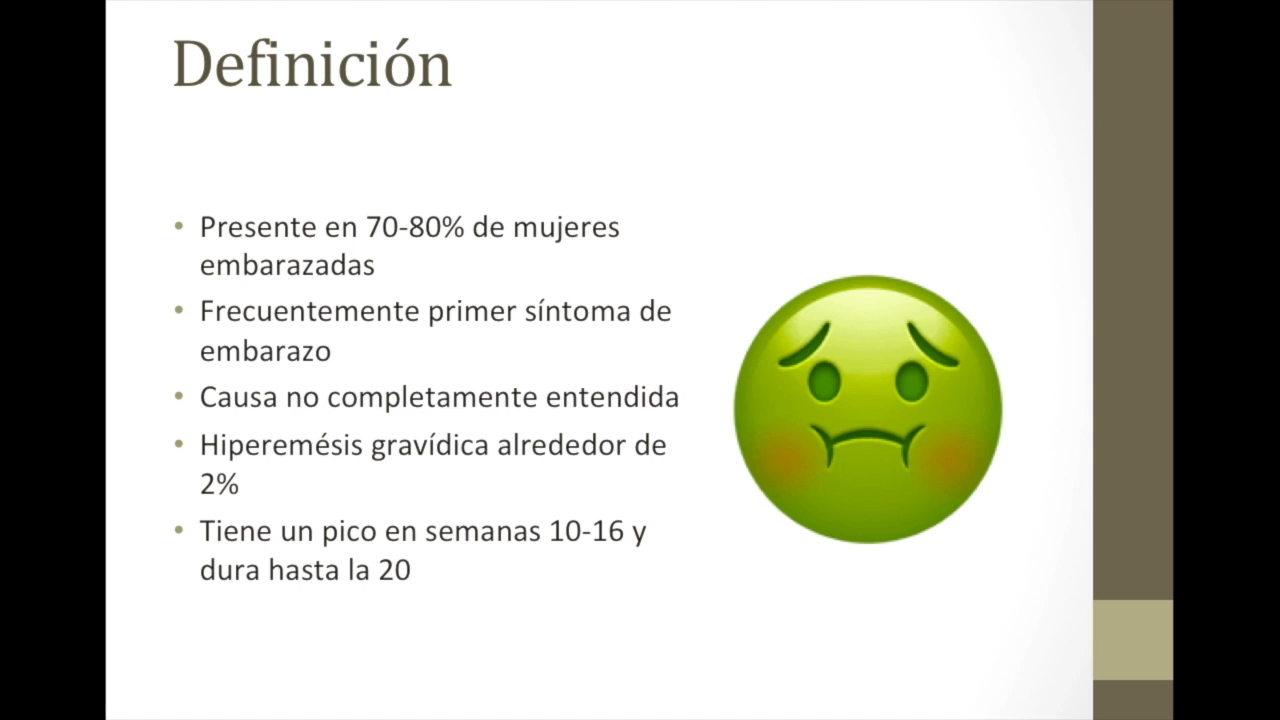 Definición
• Presente en 70-80% de mujeres
embarazadas
• Frecuentemente primer síntoma de
embarazo
• Causa no completamente entendida
• Hiperemésis gravídica alrededor de
2%
• Tiene un pico en semanas 10-16 y
dura hasta la 20